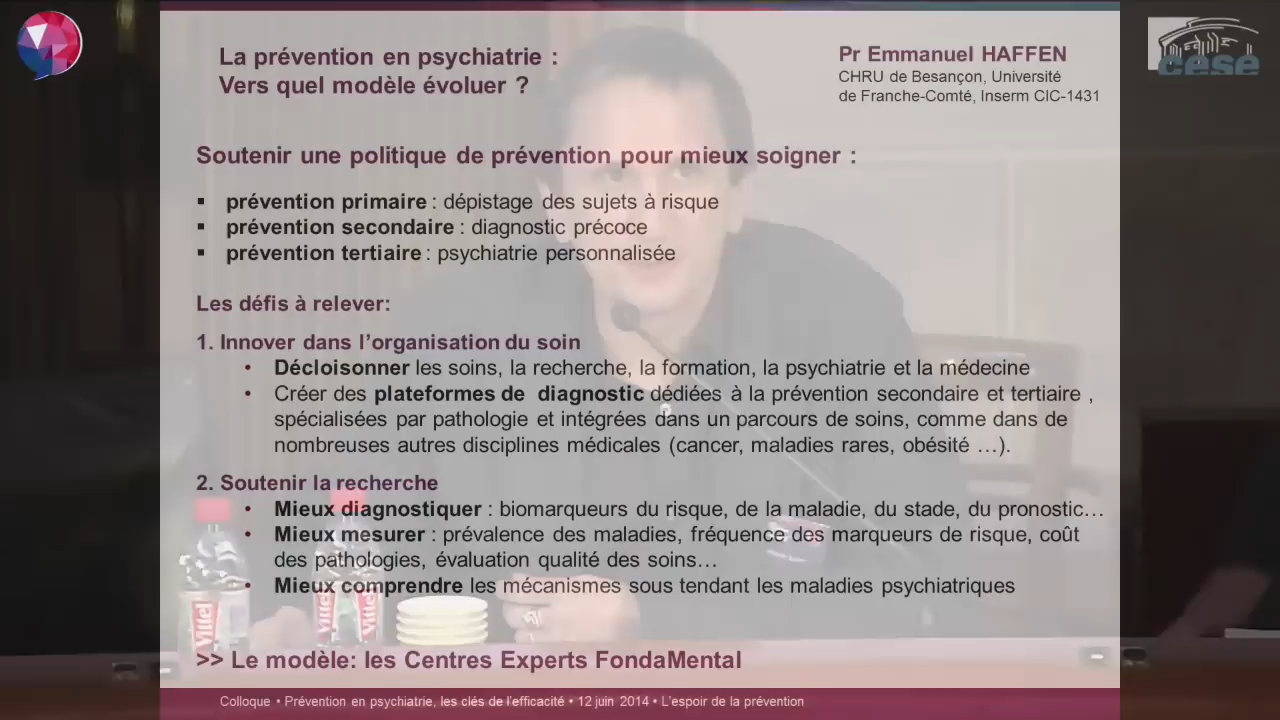 La prévention en psychiatrie :
Vers quel modèle évoluer ?
Pr Emmanuel HAFFEN
CHRU de Besançon, Université
de Franche-Comté, Inserm CIC-1431
cese
Soutenir une politique de prévention pour mieux soigner :
▪ prévention primaire : dépistage des sujets à risque
▪ prévention secondaire : diagnostic précoce
▪ prévention tertiaire : psychiatrie personnalisée
Les défis à relever:
1. Innover dans l’organisation du soin
• Décloisonner les soins, la recherche, la formation, la psychiatrie et la médecine
• Créer des plateformes de diagnostic dédiées à la prévention secondaire et tertiaire ,
spécialisées par pathologie et intégrées dans un parcours de soins, comme dans de
nombreuses autres disciplines médicales (cancer, maladies rares, obésité …).
2. Soutenir la recherche
• Mieux diagnostiquer : biomarqueurs du risque, de la maladie, du stade, du pronostic…
• Mieux mesurer : prévalence des maladies, fréquence des marqueurs de risque, coût
des pathologies, évaluation qualité des soins…
• Mieux comprendre les mécanismes sous tendant les maladies psychiatriques
Vittel
Vittel
>> Le modèle: les Centres Experts FondaMental
Colloque • Prévention en psychiatrie, les clés de l’efficacité • 12 juin 2014 • L’espoir de la prévention